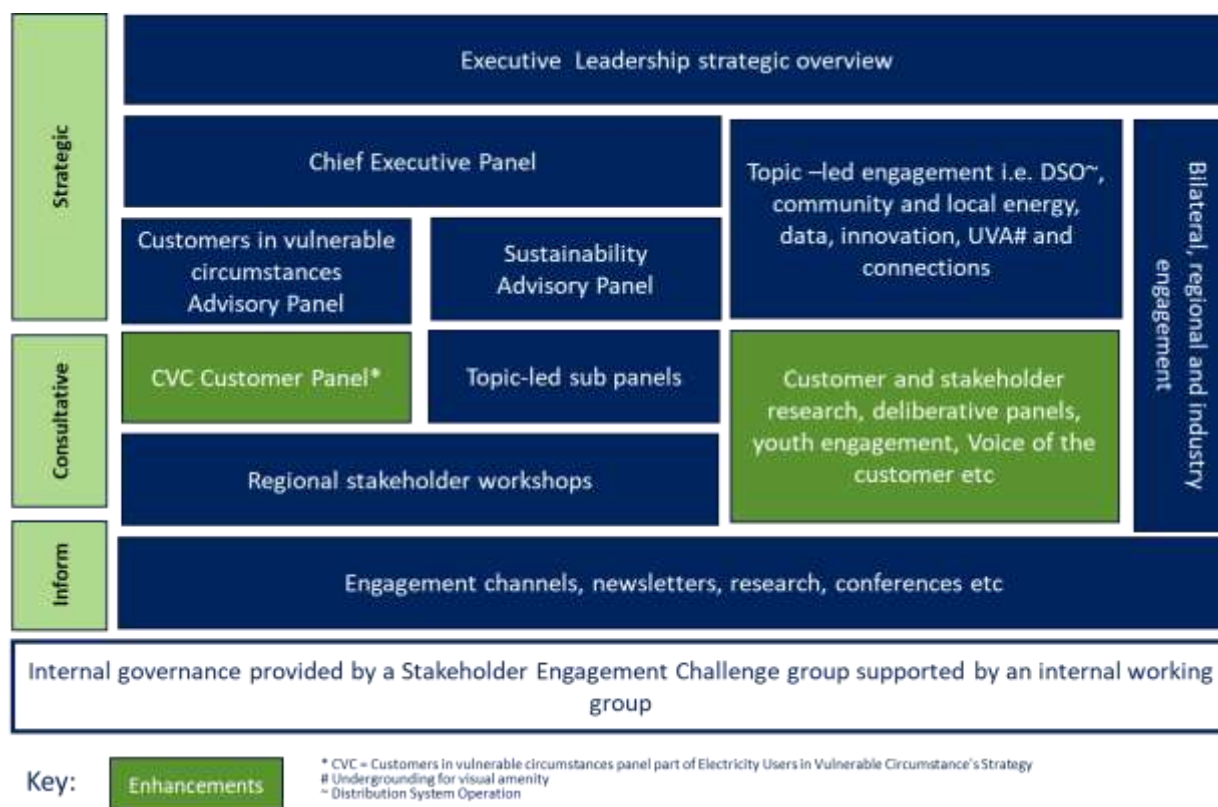 Strategic
Executive Leadership strategic overview
Chief Executive Panel
Topic –led engagement i.e. DSO~,
community and local energy,
data, innovation, UVA# and
connections
Bilateral, regional and industry
engagement
Customers in vulnerable
circumstances
Advisory Panel
Sustainability
Advisory Panel
Consultative
CVC Customer Panel*
Topic-led sub panels
Customer and stakeholder
research, deliberative panels,
youth engagement, Voice of the
customer etc
Regional stakeholder workshops
Inform
Engagement channels, newsletters, research, conferences etc
Internal governance provided by a Stakeholder Engagement Challenge group supported by an internal working
group
Key:
Enhancements
* CVC = Customers in vulnerable circumstances panel part of Electricity Users in Vulnerable Circumstance's Strategy
# Undergrounding for visual amenity
~ Distribution System Operation